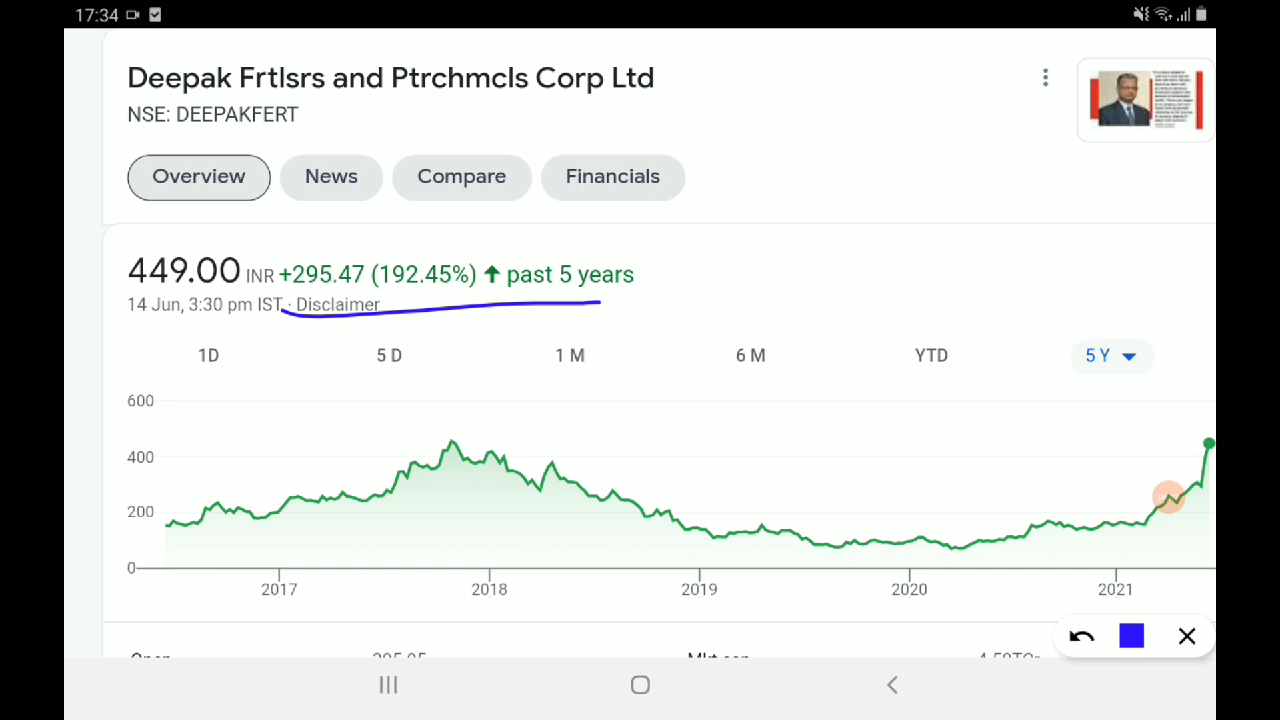 17:34
Deepak Frtlsrs and Ptrchmcls Corp Ltd
NSE: DEEPAKFERT
Overview News Compare Financials
449.00 INR +295.47 (192.45%) ↑ past 5 years
14 Jun, 3:30 pm IST · Disclaimer
1D 5 D 1 M 6 M YTD 5 Y
600
400
200
0
2017 2018 2019 2020 2021